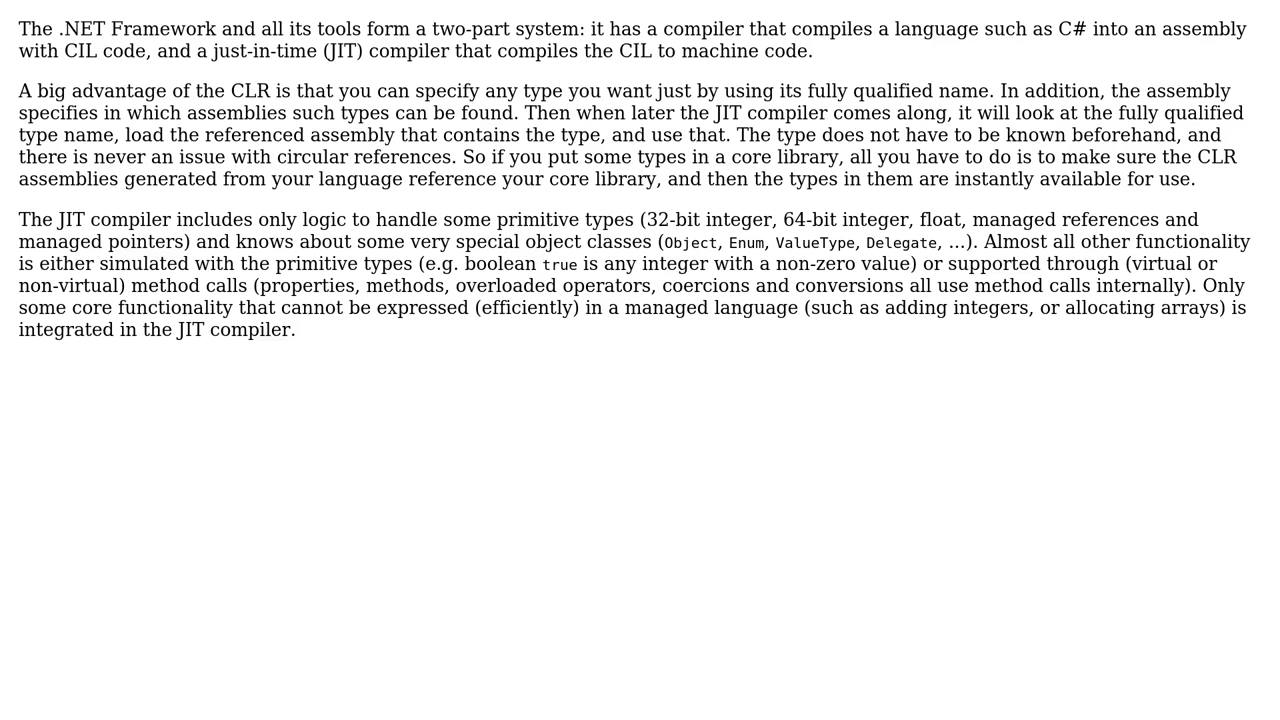 The .NET Framework and all its tools form a two-part system: it has a compiler that compiles a language such as C# into an assembly
with CIL code, and a just-in-time (JIT) compiler that compiles the CIL to machine code.
A big advantage of the CLR is that you can specify any type you want just by using its fully qualified name. In addition, the assembly
specifies in which assemblies such types can be found. Then when later the JIT compiler comes along, it will look at the fully qualified
type name, load the referenced assembly that contains the type, and use that. The type does not have to be known beforehand, and
there is never an issue with circular references. So if you put some types in a core library, all you have to do is to make sure the CLR
assemblies generated from your language reference your core library, and then the types in them are instantly available for use.
The JIT compiler includes only logic to handle some primitive types (32-bit integer, 64-bit integer, float, managed references and
managed pointers) and knows about some very special object classes (Object, Enum, ValueType, Delegate, ...). Almost all other functionality
is either simulated with the primitive types (e.g. boolean true is any integer with a non-zero value) or supported through (virtual or
non-virtual) method calls (properties, methods, overloaded operators, coercions and conversions all use method calls internally). Only
some core functionality that cannot be expressed (efficiently) in a managed language (such as adding integers, or allocating arrays) is
integrated in the JIT compiler.